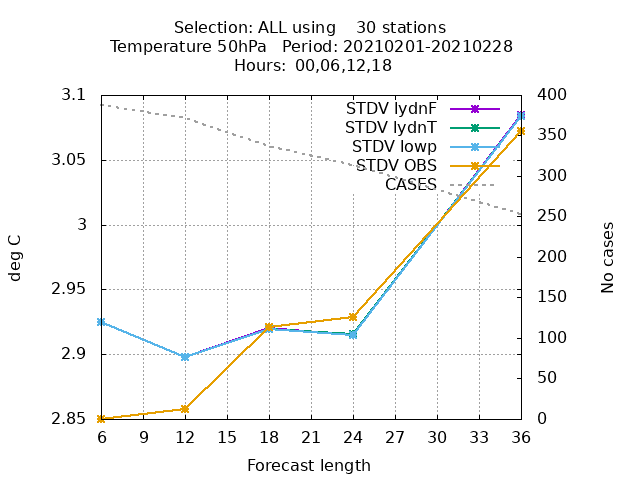 Selection: ALL using    30 stations
Temperature 50hPa   Period: 20210201-20210228
Hours:  00,06,12,18
3.1
3.05
3
2.95
2.9
2.85
deg C
STDV lydnF
STDV lydnT
STDV lowp
STDV OBS
CASES
400
350
300
250
200
150
100
50
0
No cases
6 9 12 15 18 21 24 27 30 33 36
Forecast length